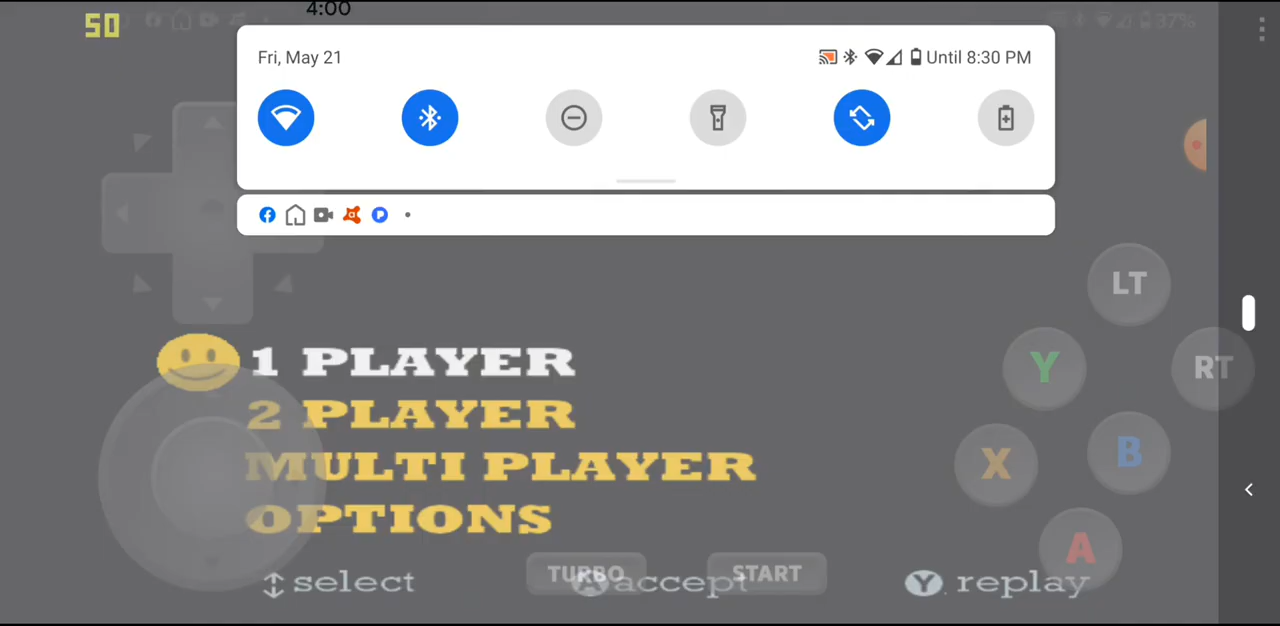 50
4:00
37%
Fri, May 21
Until 8:30 PM
LT
1 PLAYER
Y
RT
2 PLAYER
MULTI PLAYER
X
B
OPTIONS
A
TURBO
START
select
A accept
Y replay